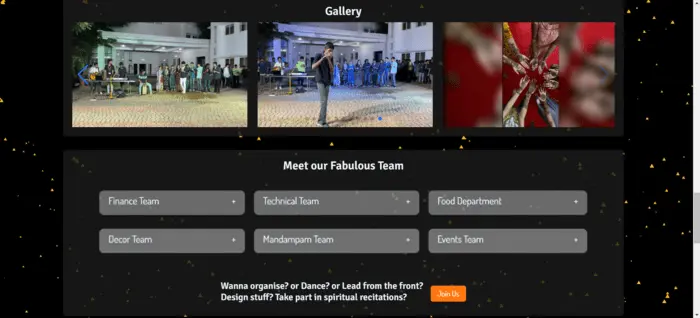 Gallery
Meet our Fabulous Team
Finance Team +
Technical Team +
Food Department +
Decor Team +
Mandampam Team +
Events Team +
Wanna organise? or Dance? or Lead from the front?
Design stuff? Take part in spiritual recitations?
Join Us